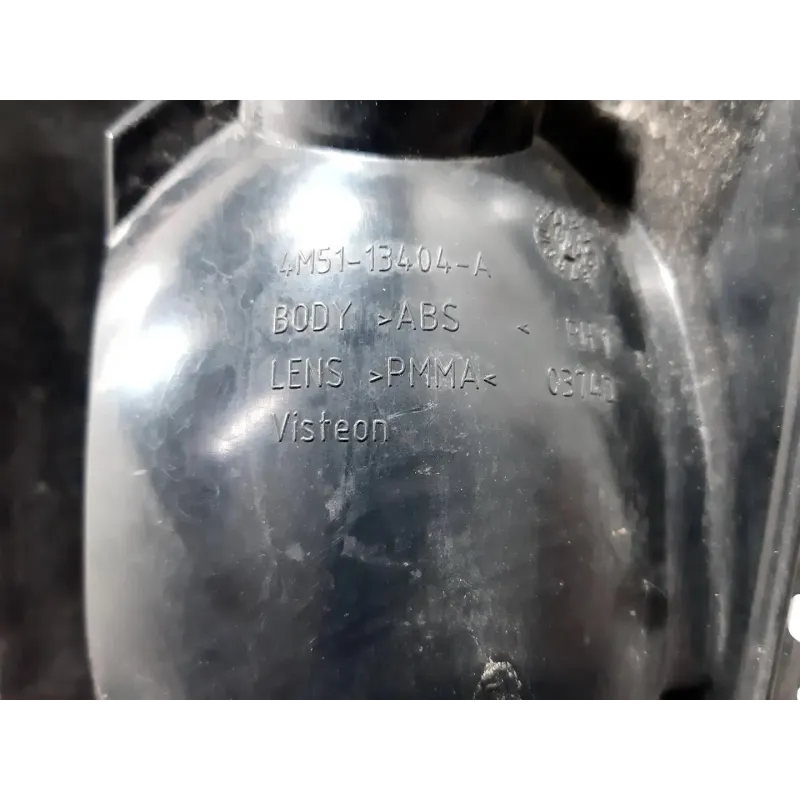 4M51-13404-A
BODY >ABS <
LENS >PMMA<
Visteon